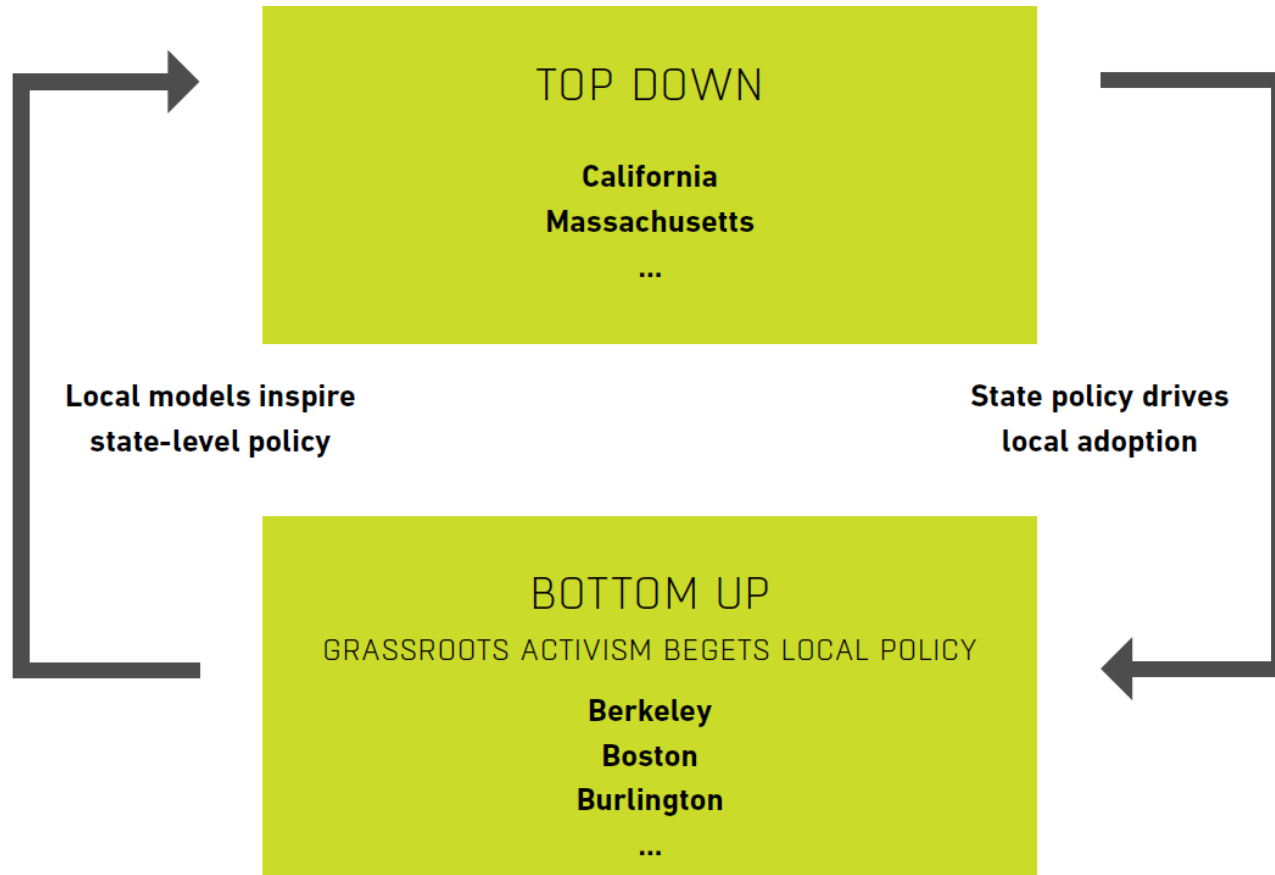 TOP DOWN
California
Massachusetts
...
Local models inspire
state-level policy
State policy drives
local adoption
BOTTOM UP
GRASSROOTS ACTIVISM BEGETS LOCAL POLICY
Berkeley
Boston
Burlington
...